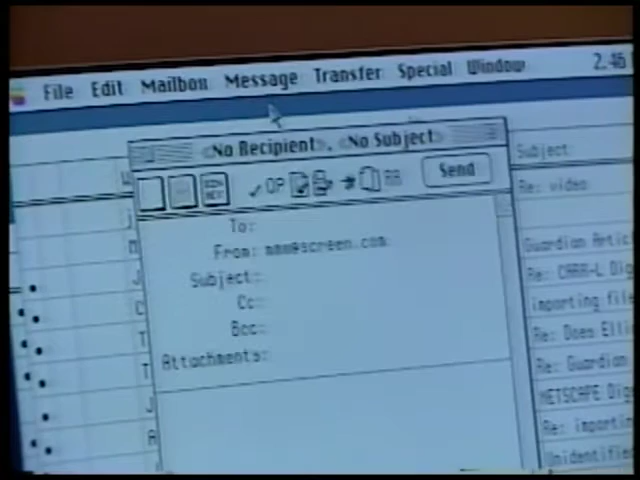 File Edit Mailbox Message Transfer Special Window 2:46
No Recipient, No Subject
Send
To:
From:
Subject:
Cc:
Bcc:
Attachments:
Subject:
Re: video
Guardian Artic
Re: CARR-L Dig
importing file
Re: Does Elli
Re: Guardian
NETSCAPE Dig
Re: importin
Unidentifie